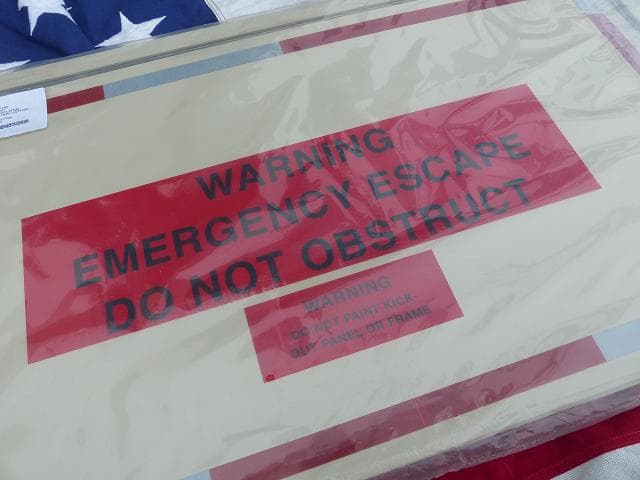 WARNING
EMERGENCY ESCAPE
DO NOT OBSTRUCT
WARNING
DO NOT PAINT KICK-
OUT PANEL OR FRAME